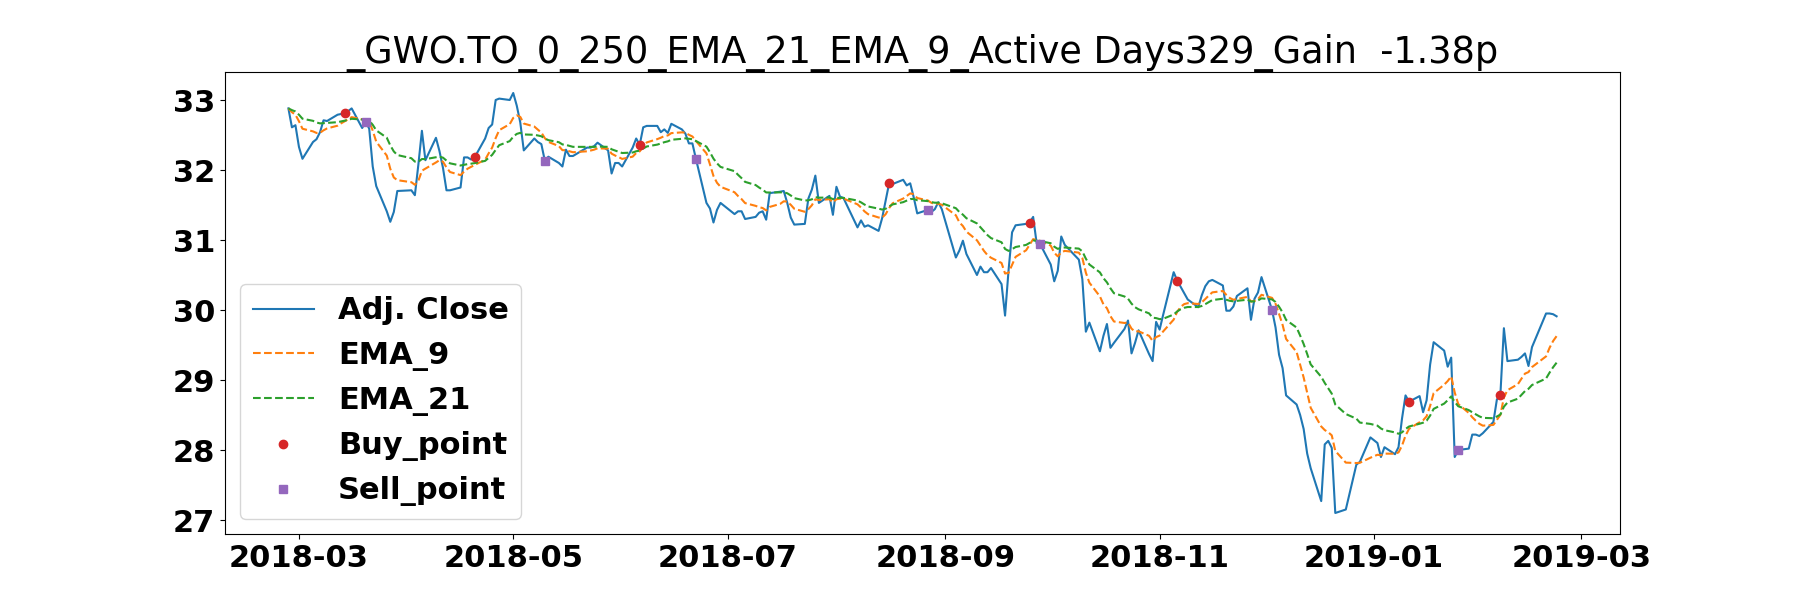 _GWO.TO_0_250_EMA_21_EMA_9_Active Days329_Gain  -1.38p
33
32
31
30
29
28
27
Adj. Close
EMA_9
EMA_21
Buy_point
Sell_point
2018-03 2018-05 2018-07 2018-09 2018-11 2019-01 2019-03